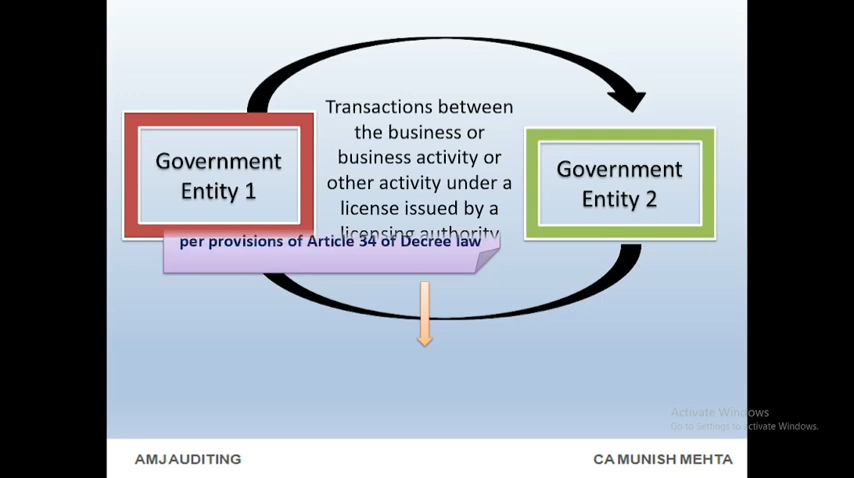 Government
Entity 1
Transactions between
the business or
business activity or
other activity under a
license issued by a
licensing authority
per provisions of Article 34 of Decree law
Government
Entity 2
Activate Windows
Go to Settings to activate Windows.
AMJ AUDITING
CA MUNISH MEHTA